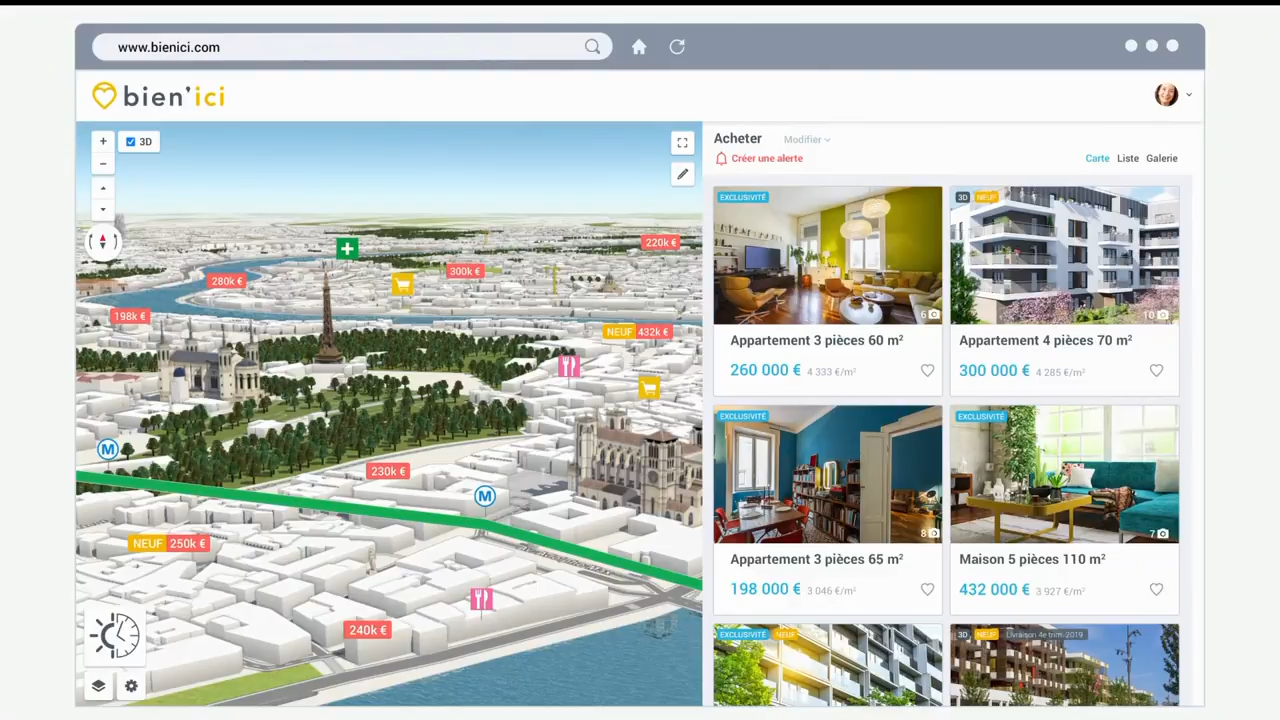 www.bienici.com
bien'ici
+
3D
−
220k €
300k €
280k €
198k €
NEUF 432k €
M
230k €
M
NEUF 250k €
240k €
Acheter
Modifier
Créer une alerte
Carte Liste Galerie
EXCLUSIVITÉ
6
Appartement 3 pièces 60 m²
260 000 € 4 333 €/m²
3D NEUF
10
Appartement 4 pièces 70 m²
300 000 € 4 285 €/m²
EXCLUSIVITÉ
8
Appartement 3 pièces 65 m²
198 000 € 3 046 €/m²
EXCLUSIVITÉ
7
Maison 5 pièces 110 m²
432 000 € 3 927 €/m²
EXCLUSIVITÉ NEUF
3D NEUF Livraison 4e trim. 2019